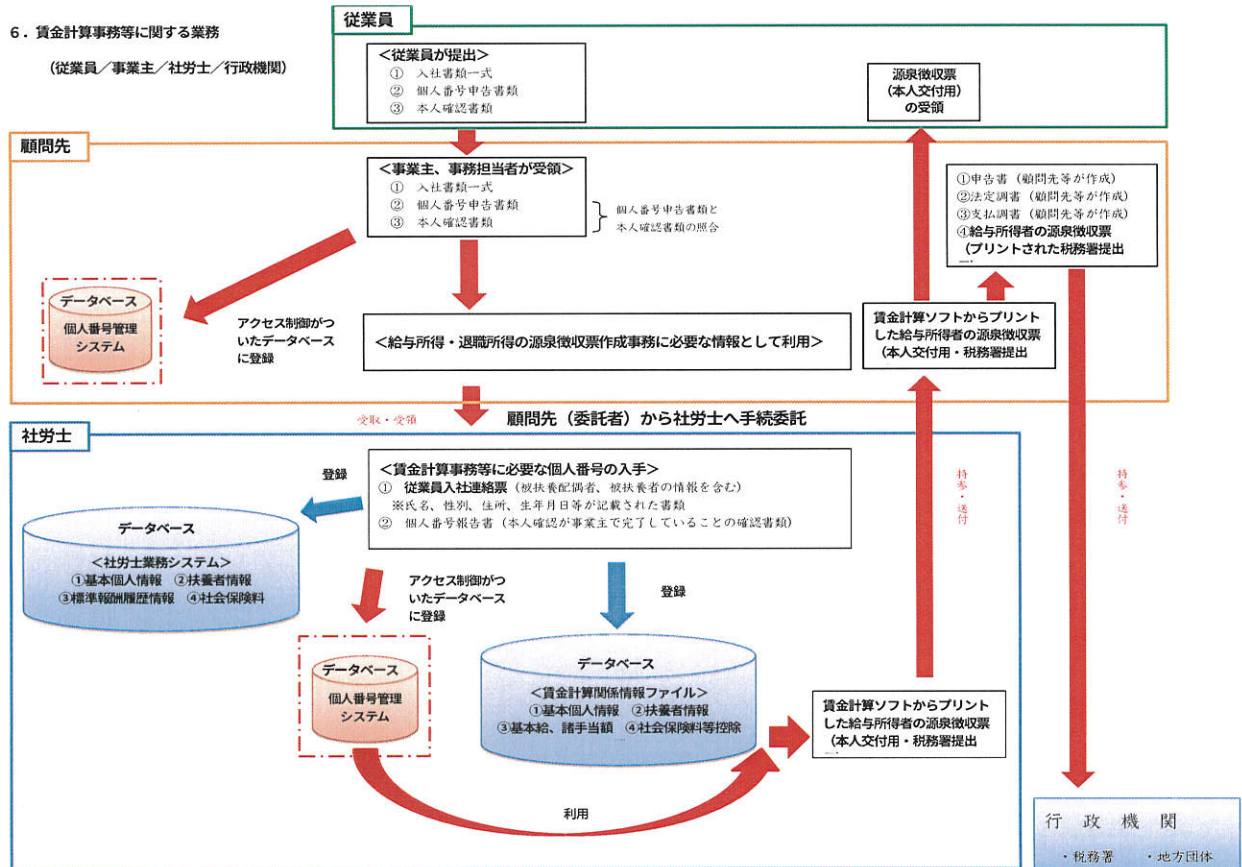 6．賃金計算事務等に関する業務
（従業員／事業主／社労士／行政機関）
従業員
＜従業員が提出＞
① 入社書類一式
② 個人番号申告書類
③ 本人確認書類
源泉徴収票
（本人交付用）
の受領
顧問先
＜事業主、事務担当者が受領＞
① 入社書類一式
② 個人番号申告書類
③ 本人確認書類
個人番号申告書類と
本人確認書類の照合
①申告書（顧問先等が作成）
②法定調書（顧問先等が作成）
③支払調書（顧問先等が作成）
④給与所得者の源泉徴収票
（プリントされた税務署提出
データベース
個人番号管理
システム
アクセス制御がつ
いたデータベース
に登録
＜給与所得・退職所得の源泉徴収票作成事務に必要な情報として利用＞
賃金計算ソフトからプリント
した給与所得者の源泉徴収票
（本人交付用・税務署提出
受取・受領
顧問先（委託者）から社労士へ手続委託
社労士
登録
＜賃金計算事務等に必要な個人番号の入手＞
① 従業員入社連絡票（被扶養配偶者、被扶養者の情報を含む）
※氏名、性別、住所、生年月日等が記載された書類
② 個人番号報告書（本人確認が事業主で完了していることの確認書類）
持参・送付
持参・送付
データベース
＜社労士業務システム＞
①基本個人情報 ②扶養者情報
③標準報酬履歴情報 ④社会保険料
アクセス制御がつ
いたデータベース
に登録
登録
データベース
個人番号管理
システム
データベース
＜賃金計算関係情報ファイル＞
①基本個人情報 ②扶養者情報
③基本給、諸手当額 ④社会保険料等控除
賃金計算ソフトからプリント
した給与所得者の源泉徴収票
（本人交付用・税務署提出
利用
行政機関
・税務署 ・地方団体